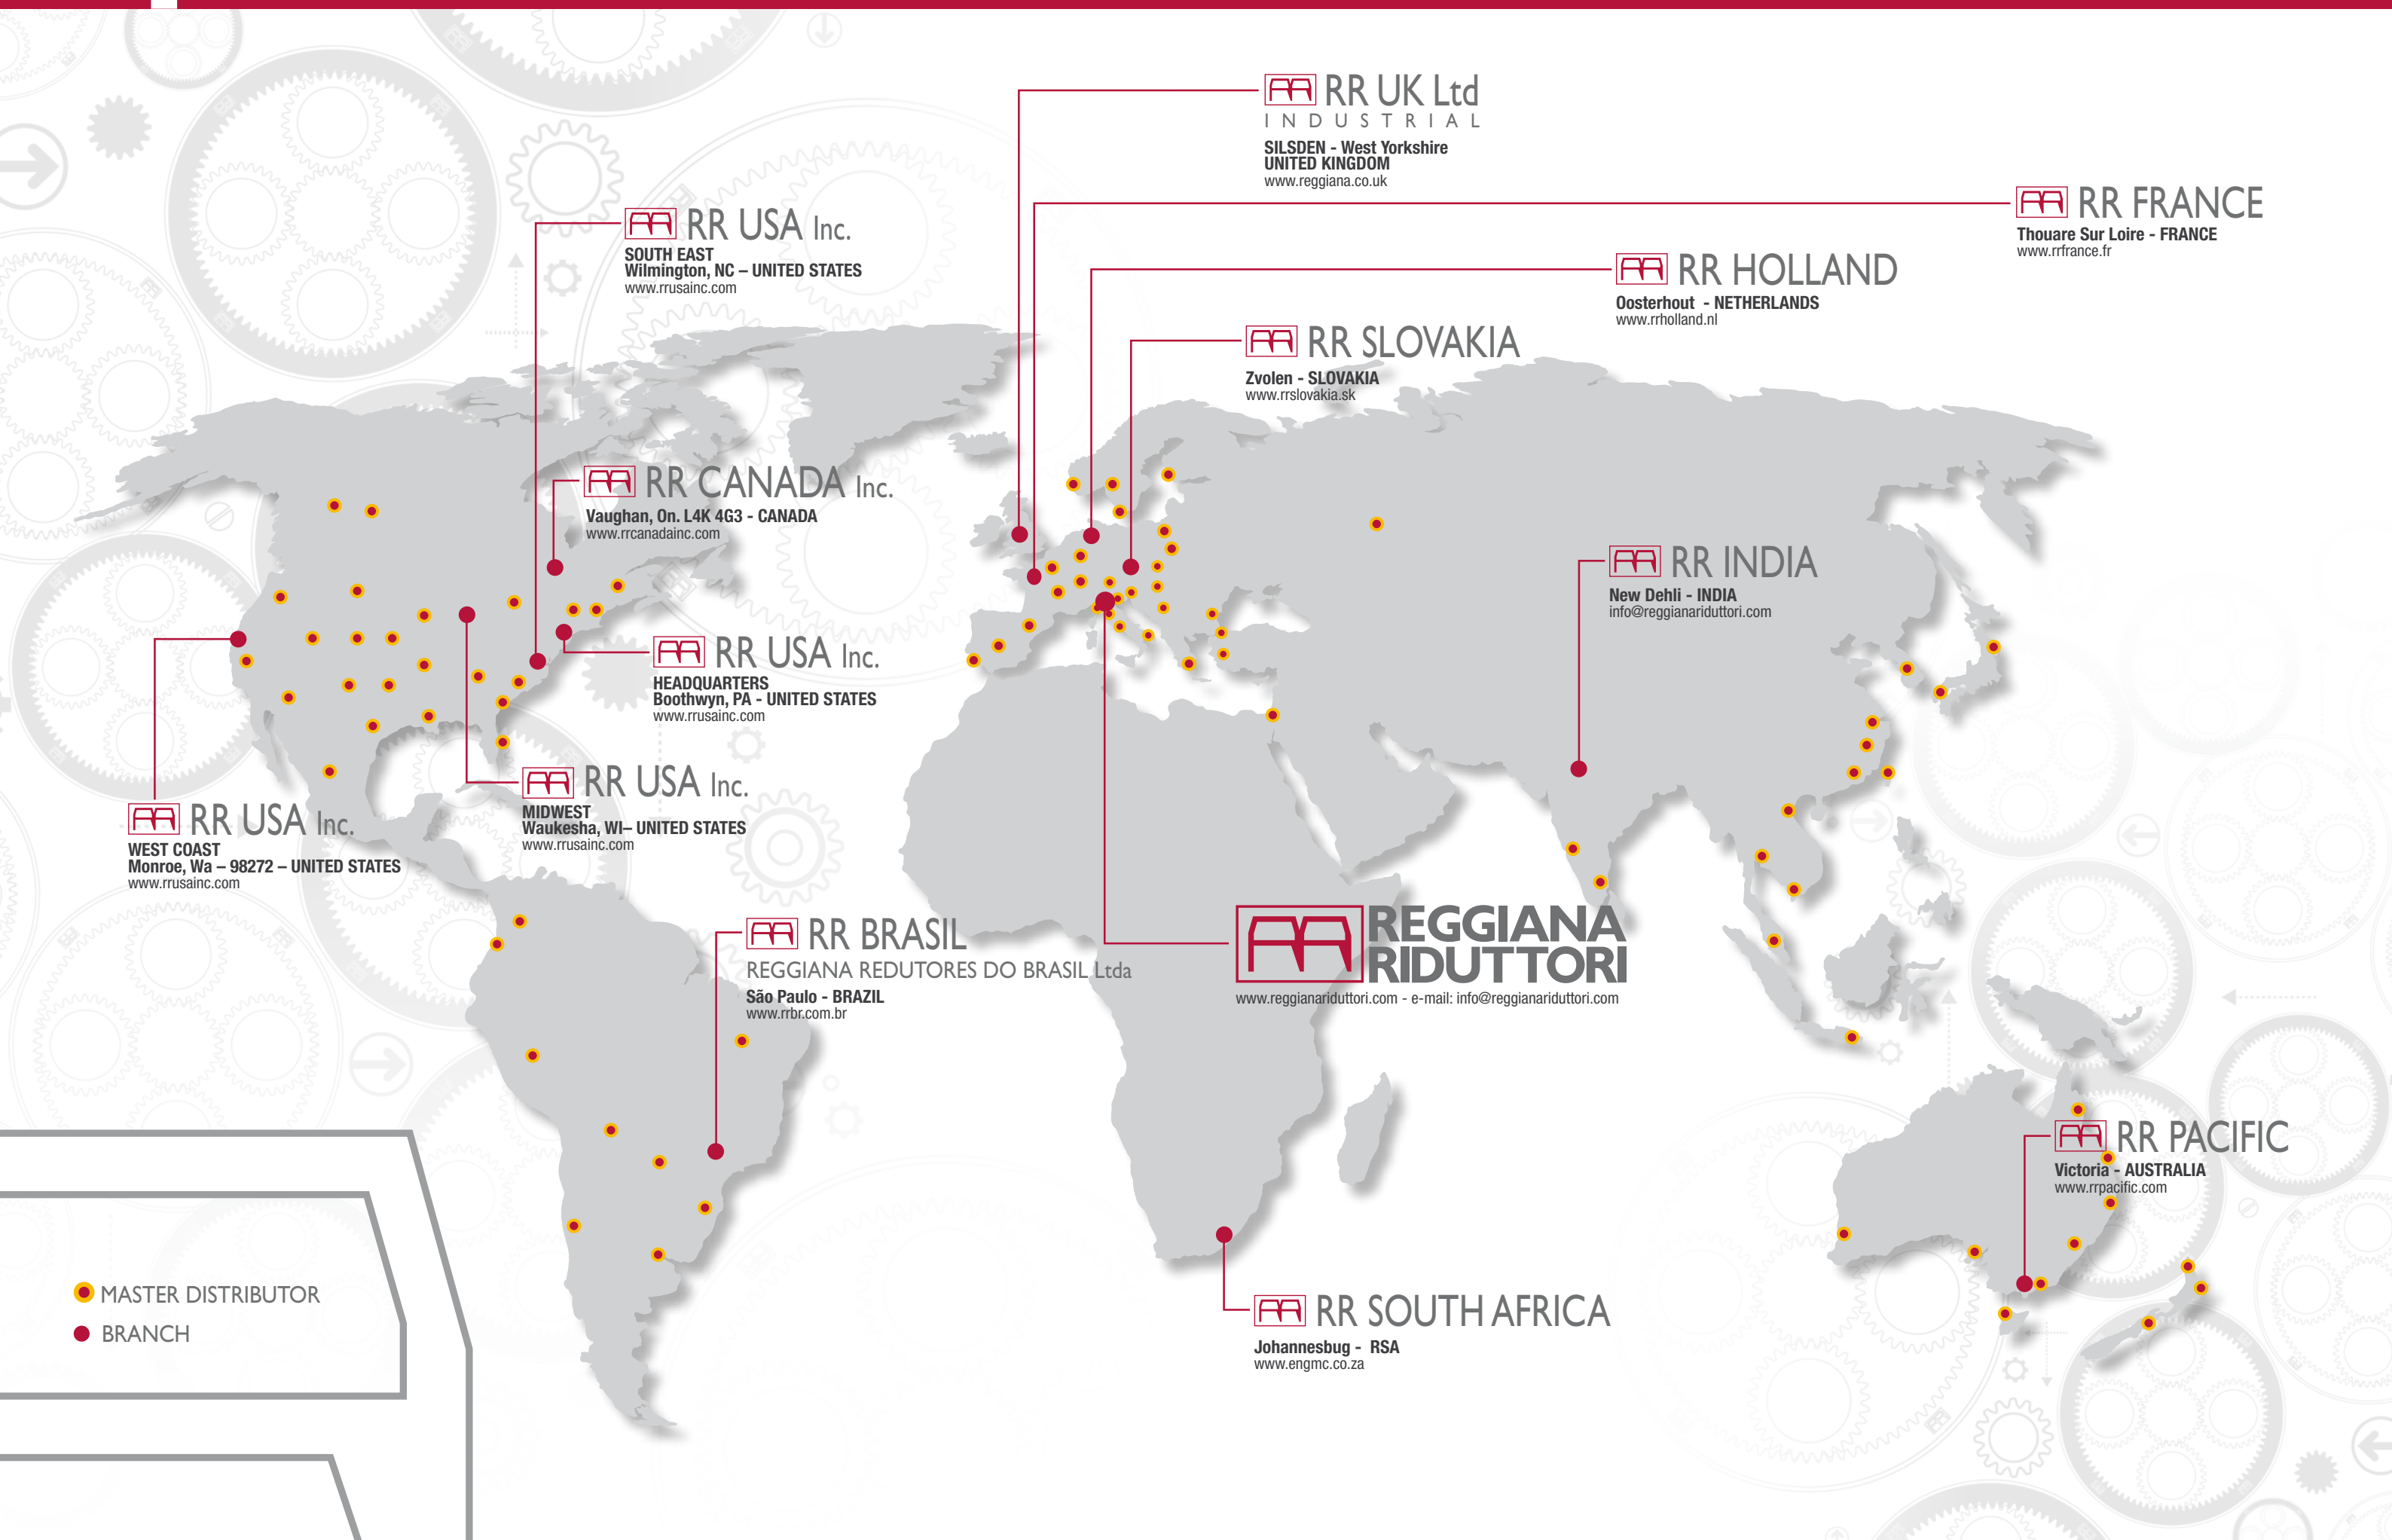 RR UK Ltd
INDUSTRIAL
SILSDEN - West Yorkshire
UNITED KINGDOM
www.reggiana.co.uk
RR FRANCE
Thouare Sur Loire - FRANCE
www.rrfrance.fr
RR USA Inc.
SOUTH EAST
Wilmington, NC – UNITED STATES
www.rrusainc.com
RR HOLLAND
Oosterhout - NETHERLANDS
www.rrholland.nl
RR SLOVAKIA
Zvolen - SLOVAKIA
www.rrslovakia.sk
RR CANADA Inc.
Vaughan, On. L4K 4G3 - CANADA
www.rrcanadainc.com
RR INDIA
New Dehli - INDIA
info@reggianariduttori.com
RR USA Inc.
HEADQUARTERS
Boothwyn, PA - UNITED STATES
www.rrusainc.com
RR USA Inc.
MIDWEST
Waukesha, WI– UNITED STATES
www.rrusainc.com
RR USA Inc.
WEST COAST
Monroe, Wa – 98272 – UNITED STATES
www.rrusainc.com
RR BRASIL
REGGIANA REDUTORES DO BRASIL Ltda
São Paulo - BRAZIL
www.rrbr.com.br
REGGIANA
RIDUTTORI
www.reggianariduttori.com - e-mail: info@reggianariduttori.com
RR PACIFIC
Victoria - AUSTRALIA
www.rrpacific.com
RR SOUTH AFRICA
Johannesbug - RSA
www.engmc.co.za
MASTER DISTRIBUTOR
BRANCH